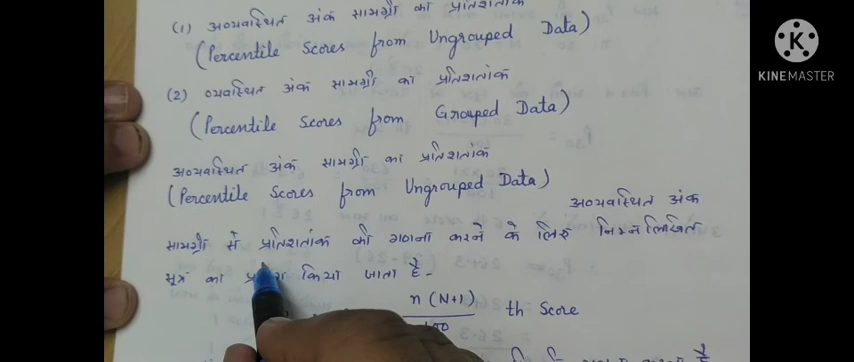 (1) अव्यवस्थित अंक सामग्री का प्रतिशतांक
(Percentile Scores from Ungrouped Data)
(2) व्यवस्थित अंक सामग्री का प्रतिशतांक
(Percentile Scores from Grouped Data)
अव्यवस्थित अंक सामग्री का प्रतिशतांक
(Percentile Scores from Ungrouped Data)
अव्यवस्थित अंक
सामग्री से प्रतिशतांक की गणना करने के लिए निम्नलिखित
सूत्र का किया जाता है-
n (N+1)
th Score
100
K
KINEMASTER